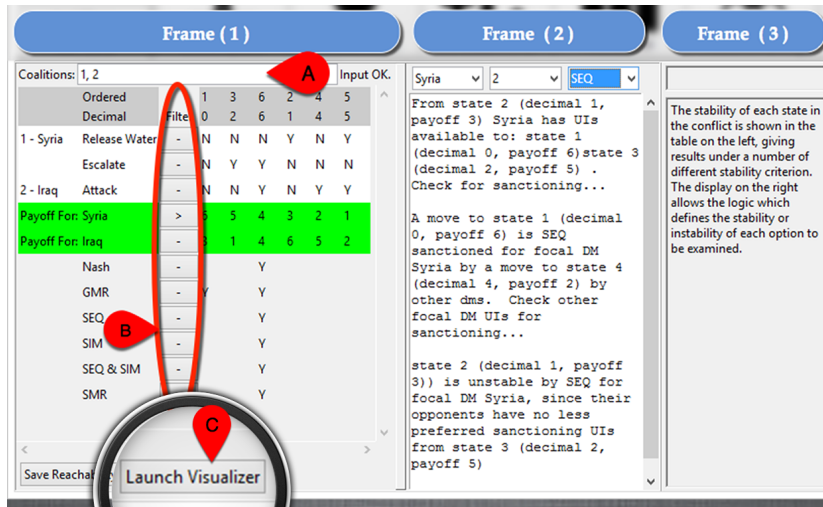 Frame (1)
Frame (2)
Frame (3)
Coalitions: 1, 2
A
Input OK.
Ordered 1 3 6 2 4 5
Decimal Filte 0 2 6 1 4 5
1 - Syria Release Water - N N N Y N Y
Escalate - N Y Y N N N
2 - Iraq Attack - N N Y N Y Y
Payoff For: Syria > 6 5 4 3 2 1
Payoff For: Iraq - 3 1 4 6 5 2
Nash - Y
GMR - Y Y
SEQ - Y
B
SIM - Y
SEQ & SIM - Y
SMR - Y
C
Save Reachab
Launch Visualizer
Syria 2 SEQ
From state 2 (decimal 1,
payoff 3) Syria has UIs
available to: state 1
(decimal 0, payoff 6)state 3
(decimal 2, payoff 5) .
Check for sanctioning...
A move to state 1 (decimal
0, payoff 6) is SEQ
sanctioned for focal DM
Syria by a move to state 4
(decimal 4, payoff 2) by
other dms. Check other
focal DM UIs for
sanctioning...
state 2 (decimal 1, payoff
3)) is unstable by SEQ for
focal DM Syria, since their
opponents have no less
preferred sanctioning UIs
from state 3 (decimal 2,
payoff 5)
The stability of each state in
the conflict is shown in the
table on the left, giving
results under a number of
different stability criterion.
The display on the right
allows the logic which
defines the stability or
instability of each option to
be examined.